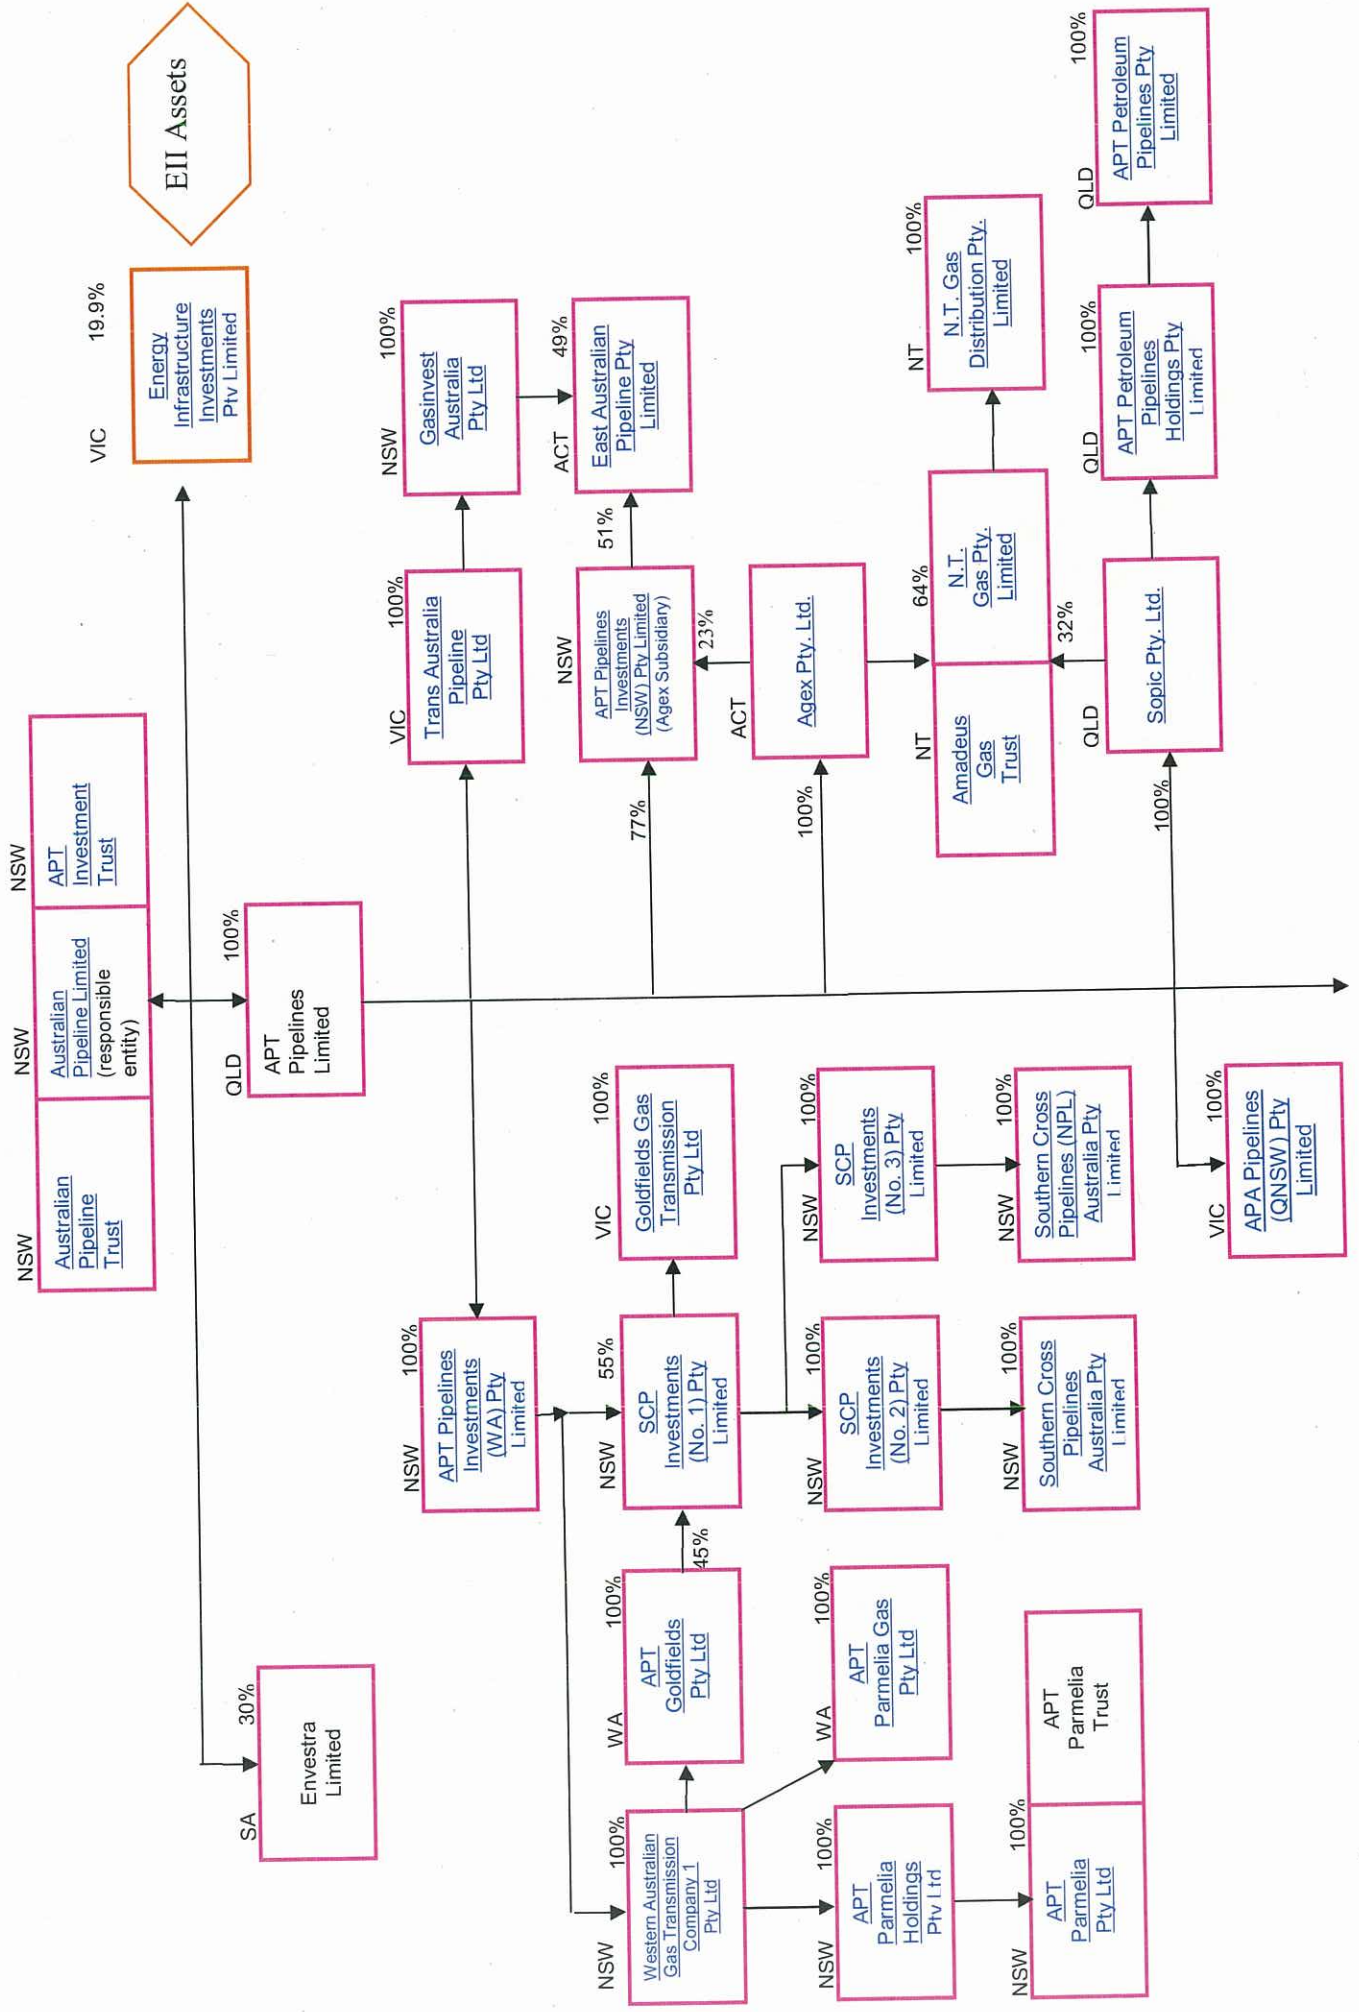 NSW
Australian
Pipeline
Trust
NSW
Australian
Pipeline Limited
(responsible
entity)
NSW
APT
Investment
Trust
SA
30%
Envestra
Limited
QLD
100%
APT
Pipelines
Limited
VIC
19.9%
Energy
Infrastructure
Investments
Ptv Limited
EII Assets
NSW
100%
APT Pipelines
Investments
(WA) Pty
Limited
VIC
100%
Trans Australia
Pipeline
Pty Ltd
NSW
100%
Gasinvest
Australia
Pty Ltd
NSW
100%
Western Australian
Gas Transmission
Company 1
Pty Ltd
WA
100%
APT
Goldfields
Pty Ltd
45%
NSW
55%
SCP
Investments
(No. 1) Pty
Limited
VIC
100%
Goldfields Gas
Transmission
Pty Ltd
77%
NSW
APT Pipelines
Investments
(NSW) Pty Limited
(Agex Subsidiary)
23%
51%
ACT
49%
East Australian
Pipeline Pty
Limited
NSW
100%
APT
Parmelia
Holdings
Ptv Ltd
WA
100%
APT
Parmelia Gas
Pty Ltd
NSW
100%
SCP
Investments
(No. 2) Pty
Limited
NSW
100%
SCP
Investments
(No. 3) Pty
Limited
100%
ACT
Agex Pty. Ltd.
NSW
100%
APT
Parmelia
Pty Ltd
APT
Parmelia
Trust
NSW
100%
Southern Cross
Pipelines
Australia Pty
Limited
NSW
100%
Southern Cross
Pipelines (NPL)
Australia Pty
Limited
NT
Amadeus
Gas
Trust
64%
N.T.
Gas Pty.
Limited
32%
NT
100%
N.T. Gas
Distribution Pty.
Limited
VIC
100%
APA Pipelines
(QNSW) Pty
Limited
100%
QLD
Sopic Pty. Ltd.
QLD
100%
APT Petroleum
Pipelines
Holdings Pty
Limited
QLD
100%
APT Petroleum
Pipelines Pty
Limited